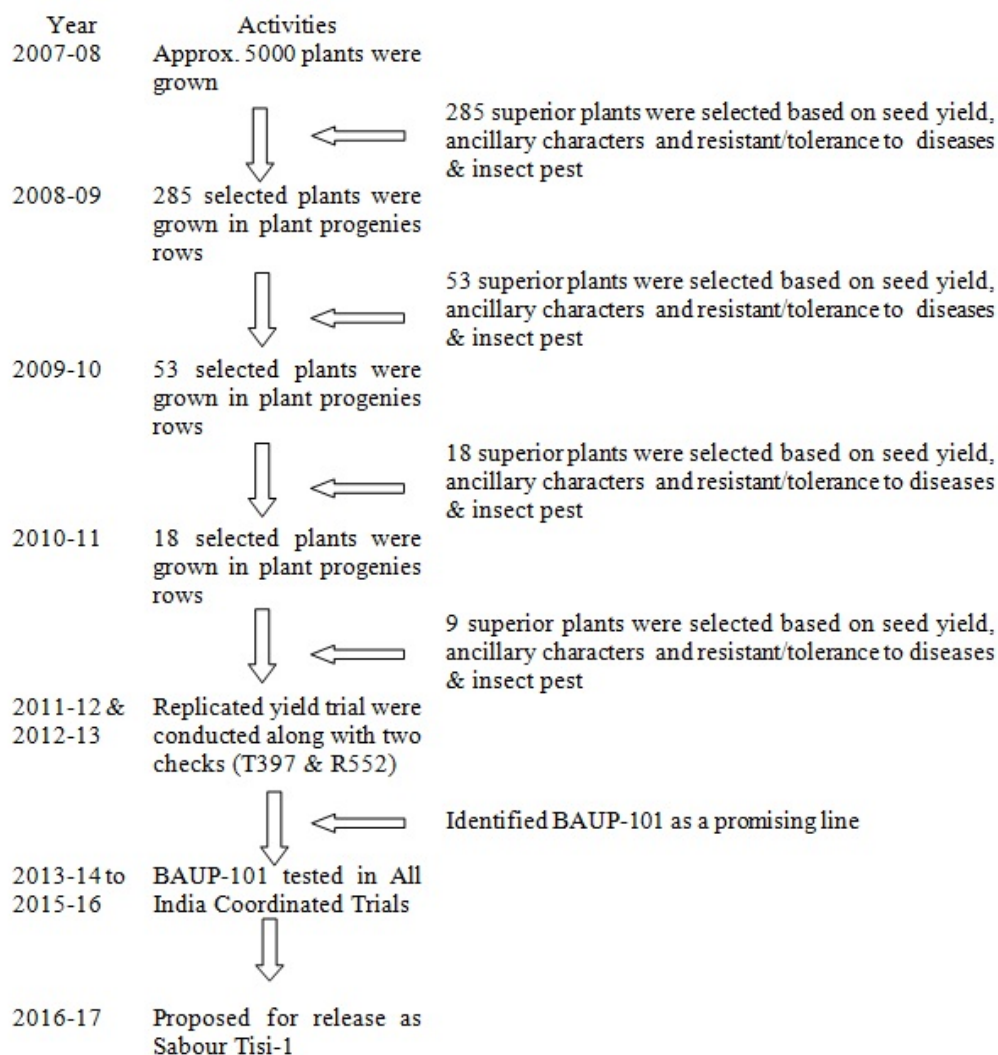 Year Activities
2007-08 Approx. 5000 plants were
grown
285 superior plants were selected based on seed yield,
ancillary characters and resistant/tolerance to diseases
& insect pest
2008-09 285 selected plants were
grown in plant progenies
rows
53 superior plants were selected based on seed yield,
ancillary characters and resistant/tolerance to diseases
& insect pest
2009-10 53 selected plants were
grown in plant progenies
rows
18 superior plants were selected based on seed yield,
ancillary characters and resistant/tolerance to diseases
& insect pest
2010-11 18 selected plants were
grown in plant progenies
rows
9 superior plants were selected based on seed yield,
ancillary characters and resistant/tolerance to diseases
& insect pest
2011-12 & Replicated yield trial were
2012-13 conducted along with two
checks (T397 & R552)
Identified BAUP-101 as a promising line
2013-14 to BAUP-101 tested in All
2015-16 India Coordinated Trials
2016-17 Proposed for release as
Sabour Tisi-1